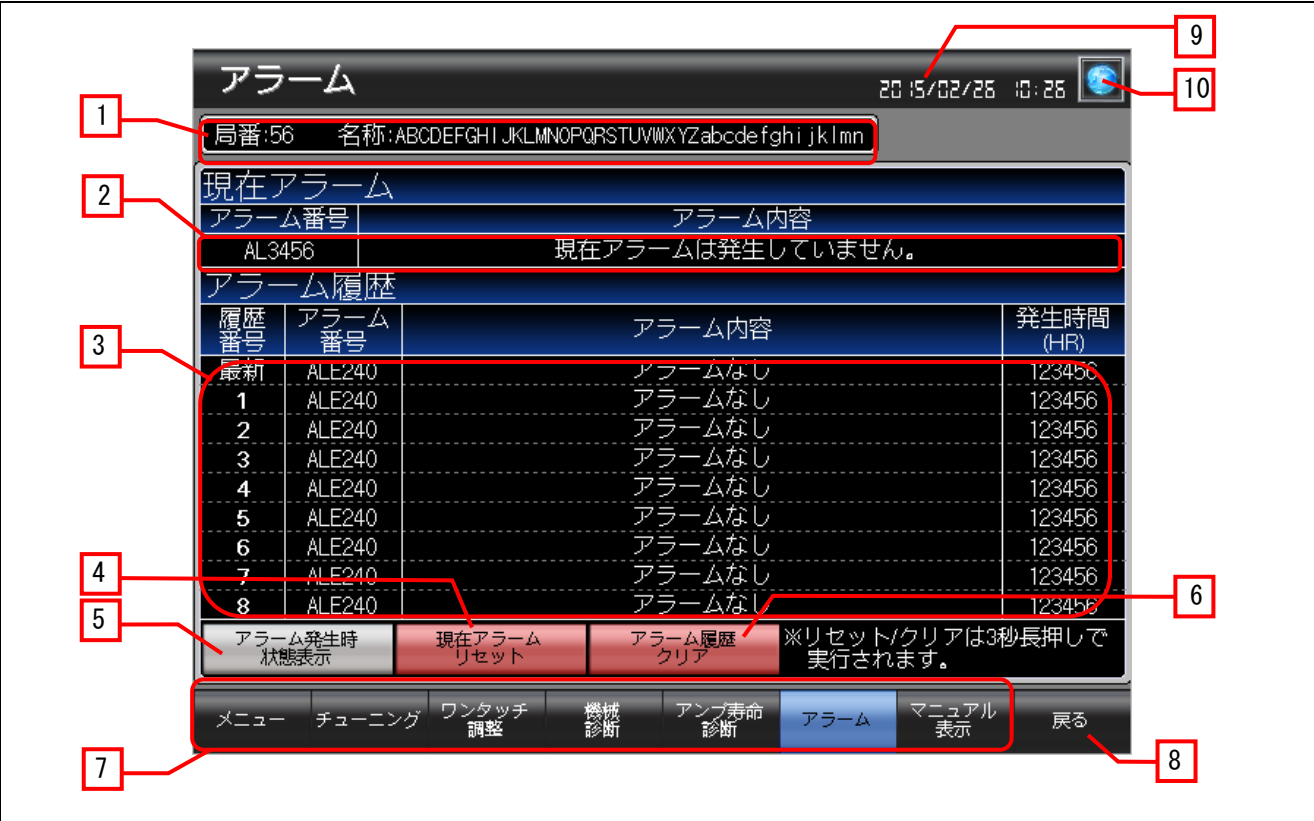 9
アラーム
2015/02/26 10:26
10
1
局番:56 名称:ABCDEFGHIJKLMNOPQRSTUVWXYZabcdefghijklmn
2
現在アラーム
アラーム番号 アラーム内容
AL3456 現在アラームは発生していません。
アラーム履歴
3
履歴番号 アラーム番号 アラーム内容 発生時間(HR)
最新 ALE240 アラームなし 123456
1 ALE240 アラームなし 123456
2 ALE240 アラームなし 123456
3 ALE240 アラームなし 123456
4 ALE240 アラームなし 123456
5 ALE240 アラームなし 123456
6 ALE240 アラームなし 123456
7 ALE240 アラームなし 123456
8 ALE240 アラームなし 123456
4
5
6
アラーム発生時
状態表示
現在アラーム
リセット
アラーム履歴
クリア
※リセット/クリアは3秒長押しで
実行されます。
メニュー
チューニング
ワンタッチ
調整
機械
診断
アンプ寿命
診断
アラーム
マニュアル
表示
戻る
7
8